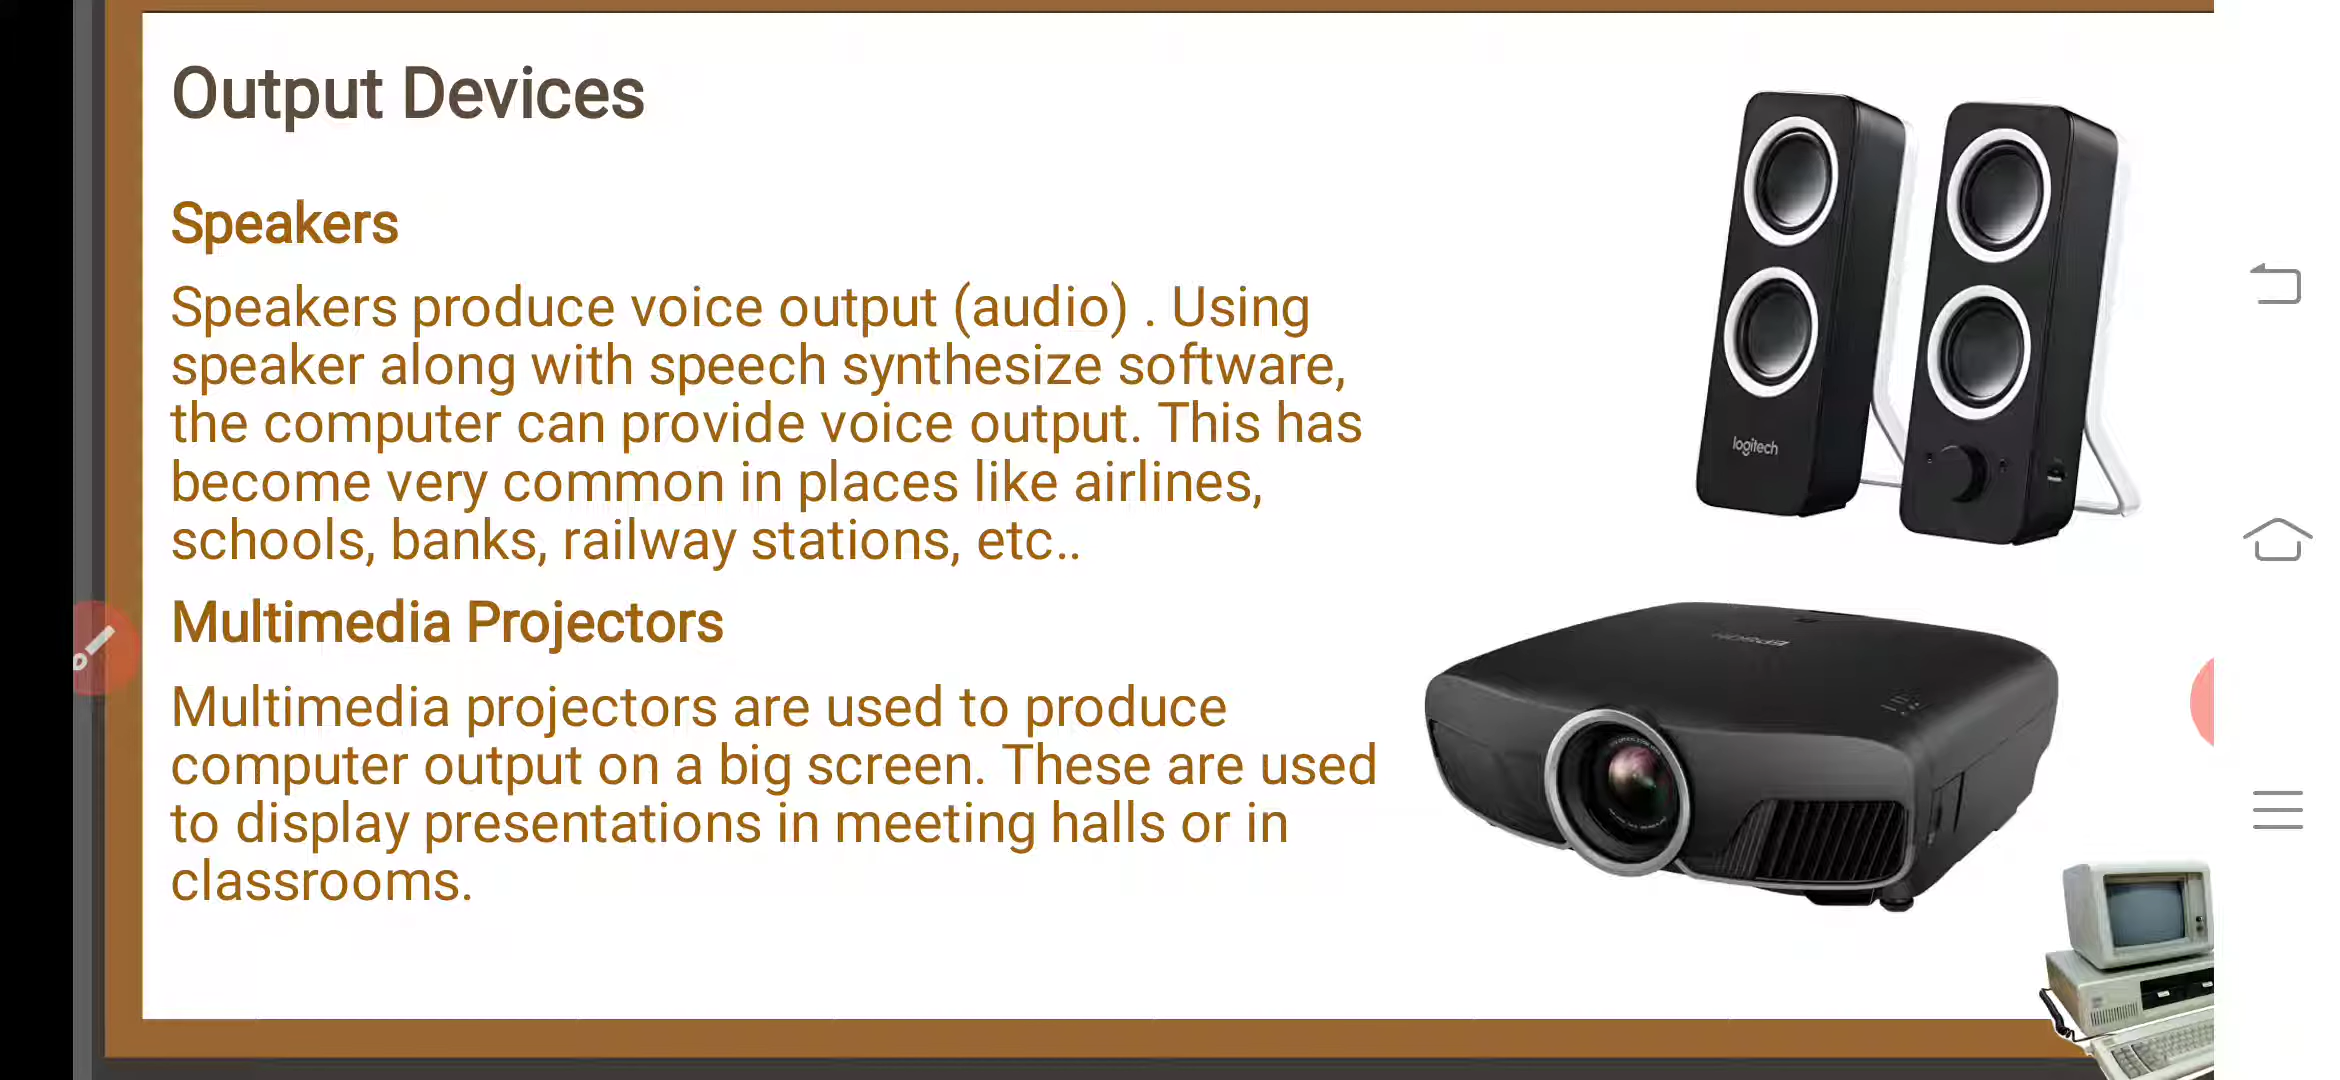 Output Devices
Speakers
Speakers produce voice output (audio) . Using
speaker along with speech synthesize software,
the computer can provide voice output. This has
become very common in places like airlines,
schools, banks, railway stations, etc..
Multimedia Projectors
Multimedia projectors are used to produce
computer output on a big screen. These are used
to display presentations in meeting halls or in
classrooms.
logitech
EPSON